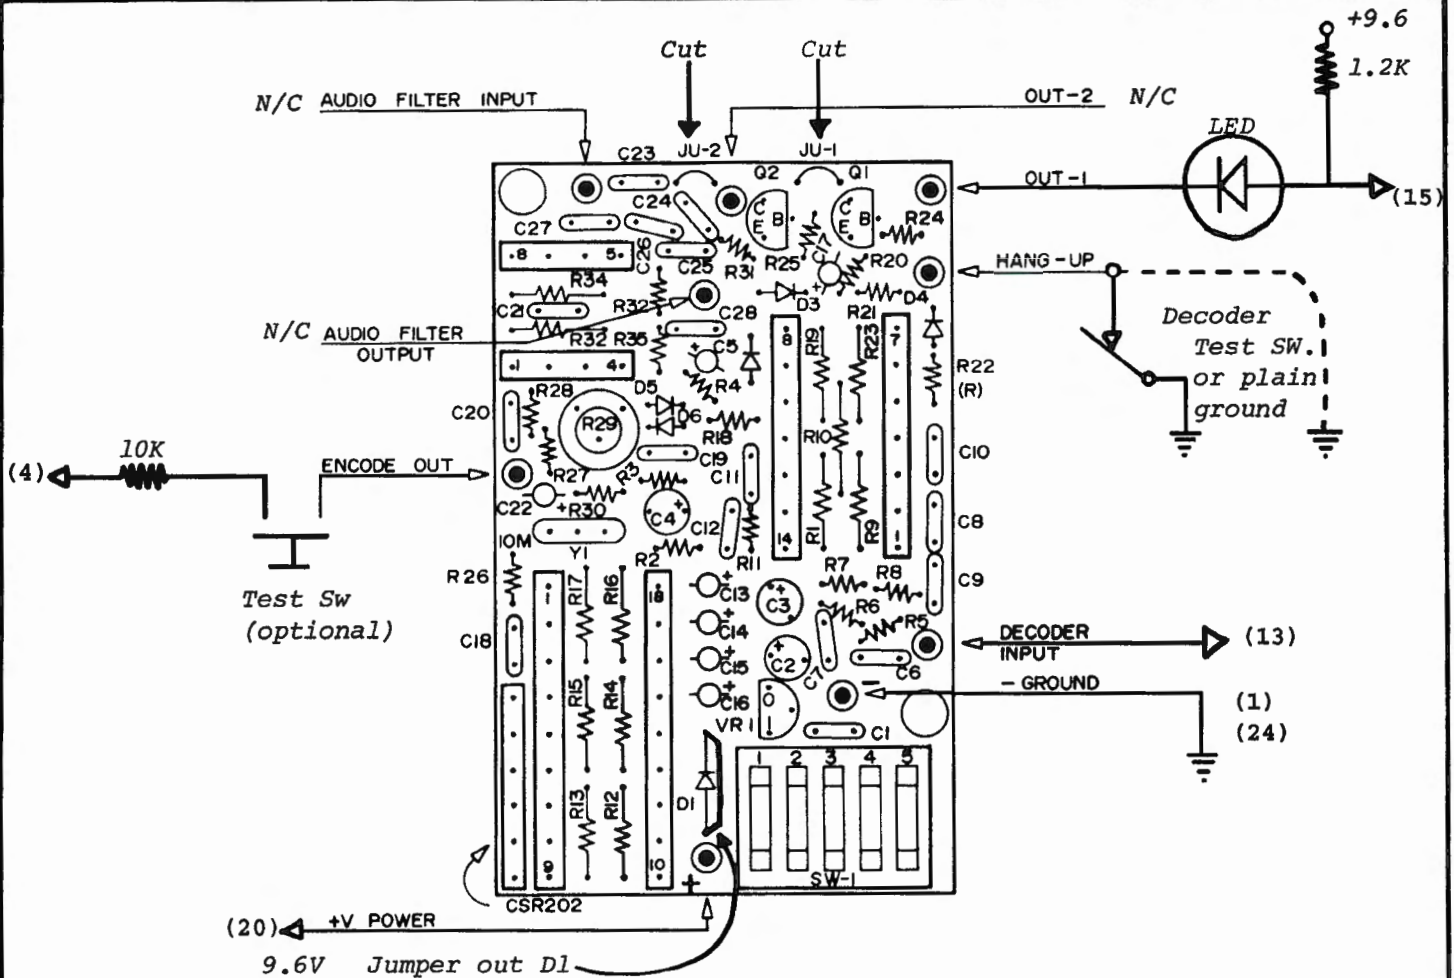 +9.6
1.2K
Cut
Cut
N/C AUDIO FILTER INPUT
OUT-2 N/C
LED
C23 JU-2 JU-1
Q2 Q1
OUT-1
(15)
C24
C E B
C E B
R24
C27
C26
C25
R31
R25
C17
R20
HANG-UP
8 5
R34
R32
D3
+
R21
D4
C21
C28
Decoder
Test SW.
or plain
ground
N/C AUDIO FILTER
OUTPUT
R32 R35
+ C5
8
R19
R23
7
1 4
R4
R22
(R)
R28
D5
D6
C20
R29
R18
R10
10K
C19
C10
(4)
ENCODE OUT
R27
R3
C11
C22
+
R30
+
C4
C12
R1
R9
C8
10M
Y1
R2
R11
14
1
R26
R17
R16
18
1
+
C13
R7
R8
C9
Test Sw
(optional)
+
C3
R6
C14
R5
C18
+
C15
+
C2
C7
C6
DECODER
INPUT
(13)
R15
R14
+
C16
-
- GROUND
(1)
(24)
VR1
O
I
C1
1 2 3 4 5
R13
R12
D1
9
10
+
SW-1
CSR202
(20) +V POWER
9.6V Jumper out D1